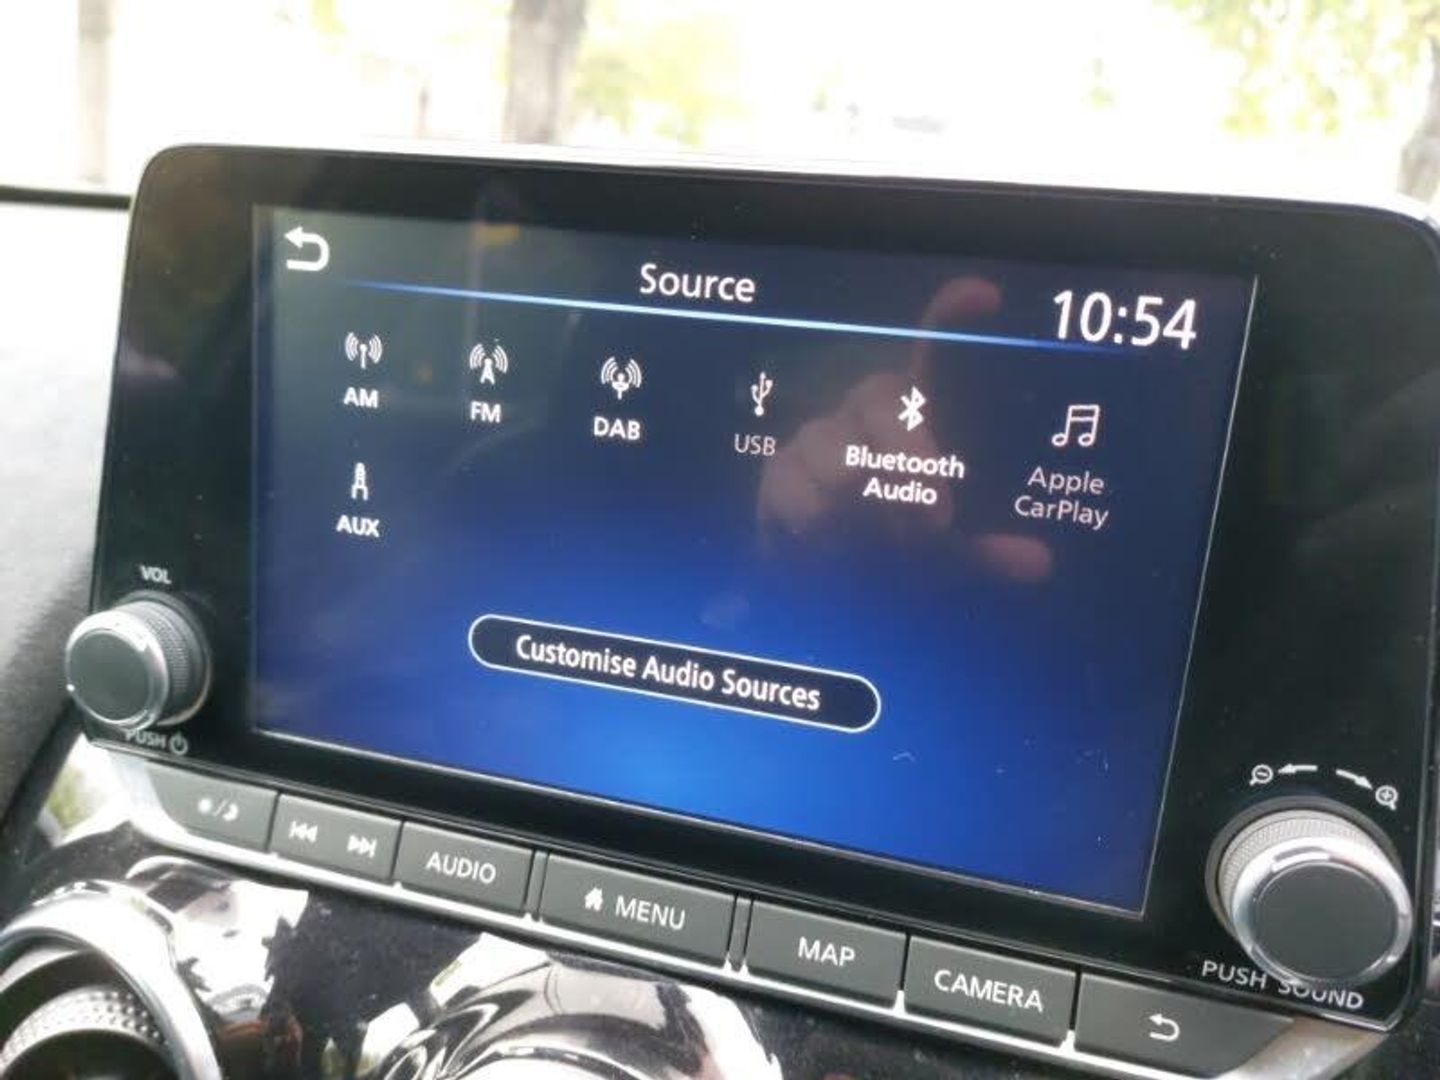 Source
10:54
AM
FM
DAB
USB
Bluetooth
Audio
Apple
CarPlay
AUX
Customise Audio Sources
VOL
PUSH
AUDIO
MENU
MAP
CAMERA
PUSH SOUND